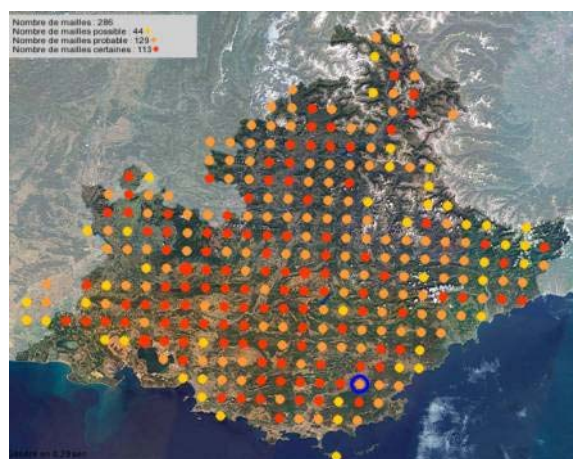 Nombre de mailles : 286
Nombre de mailles possible : 44
Nombre de mailles probable : 129
Nombre de mailles certaines : 113